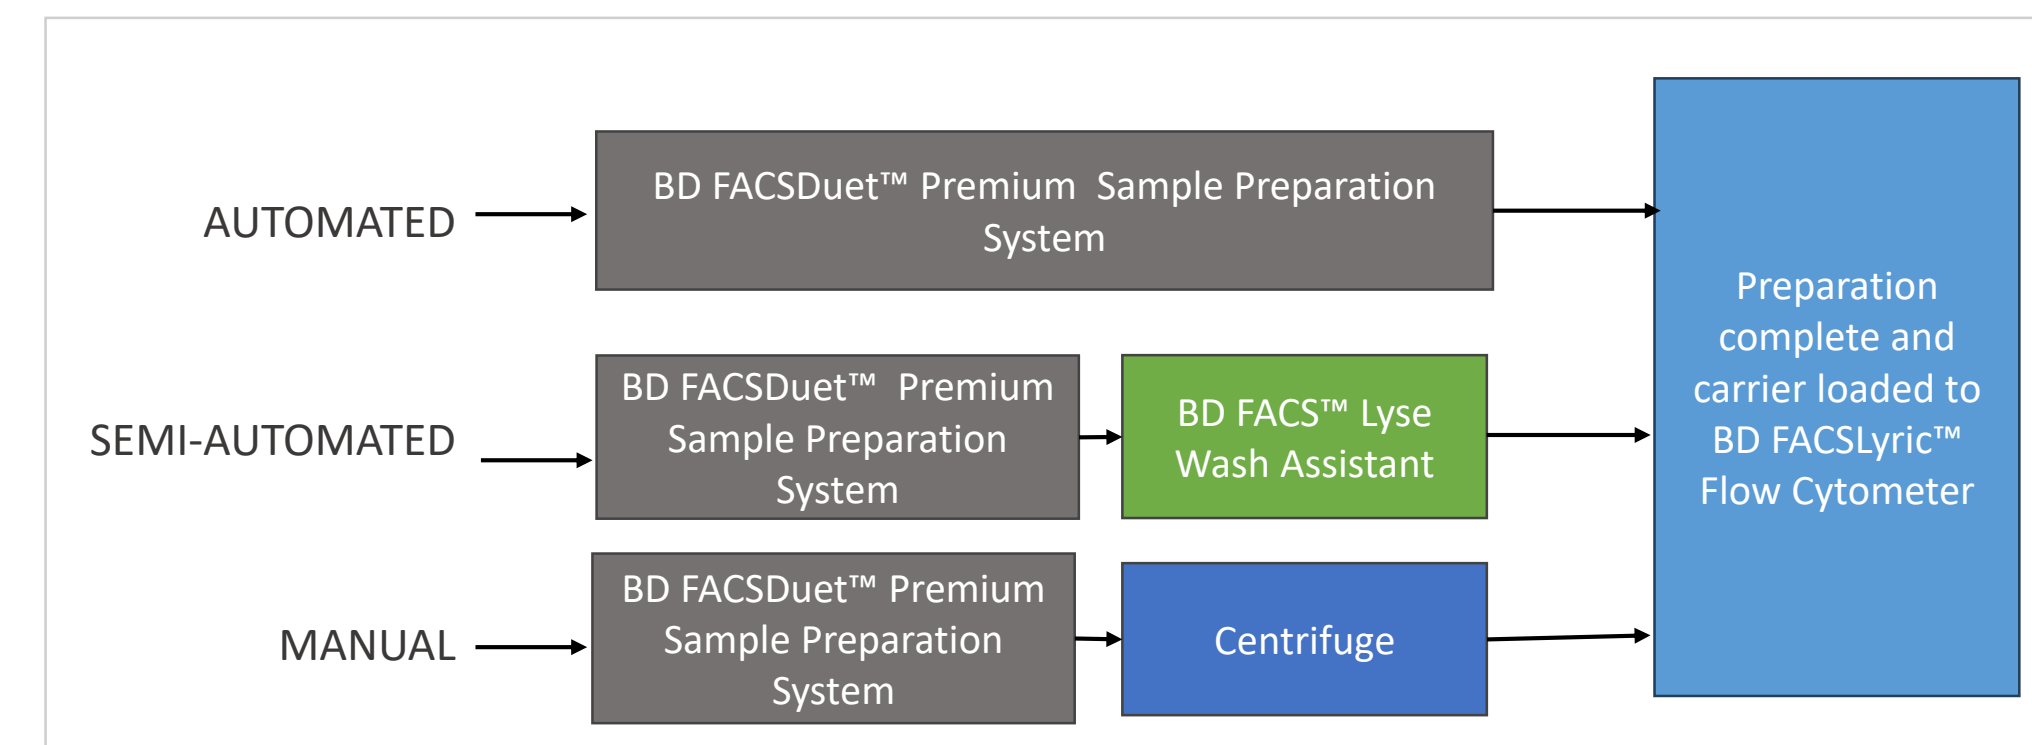 AUTOMATED
BD FACSDuet™ Premium  Sample Preparation
System
SEMI-AUTOMATED
BD FACSDuet™  Premium
Sample Preparation
System
BD FACS™ Lyse
Wash Assistant
MANUAL
BD FACSDuet™ Premium
Sample Preparation
System
Centrifuge
Preparation
complete and
carrier loaded to
BD FACSLyric™
Flow Cytometer